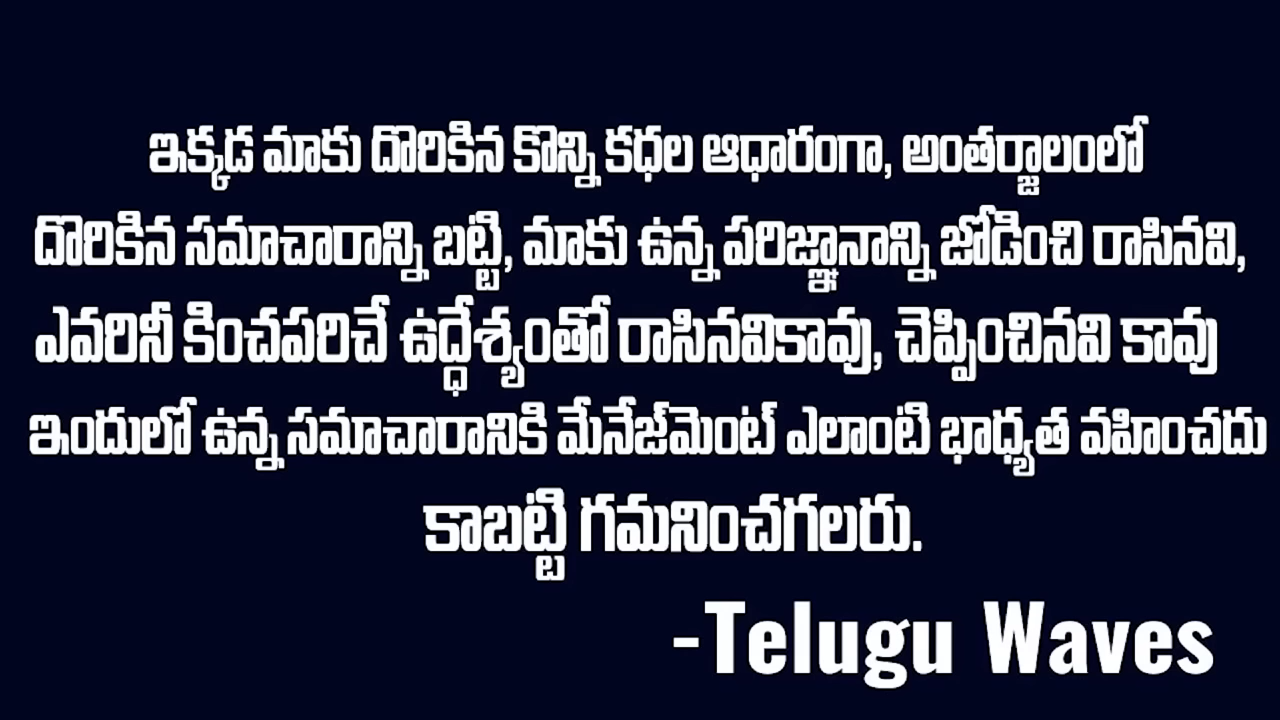 ఇక్కడ మాకు దొరికిన కొన్ని కధల ఆధారంగా, అంతర్జాలంలో
దొరికిన సమాచారాన్ని బట్టి, మాకు ఉన్న పరిజ్ఞానాన్ని జోడించి రాసినవి,
ఎవరినీ కించపరిచే ఉద్ధేశ్యంతో రాసినవికావు, చెప్పించినవి కావు
ఇందులో ఉన్న సమాచారానికి మేనేజ్‌మెంట్ ఎలాంటి భాధ్యత వహించదు
కాబట్టి గమనించగలరు.
-Telugu Waves